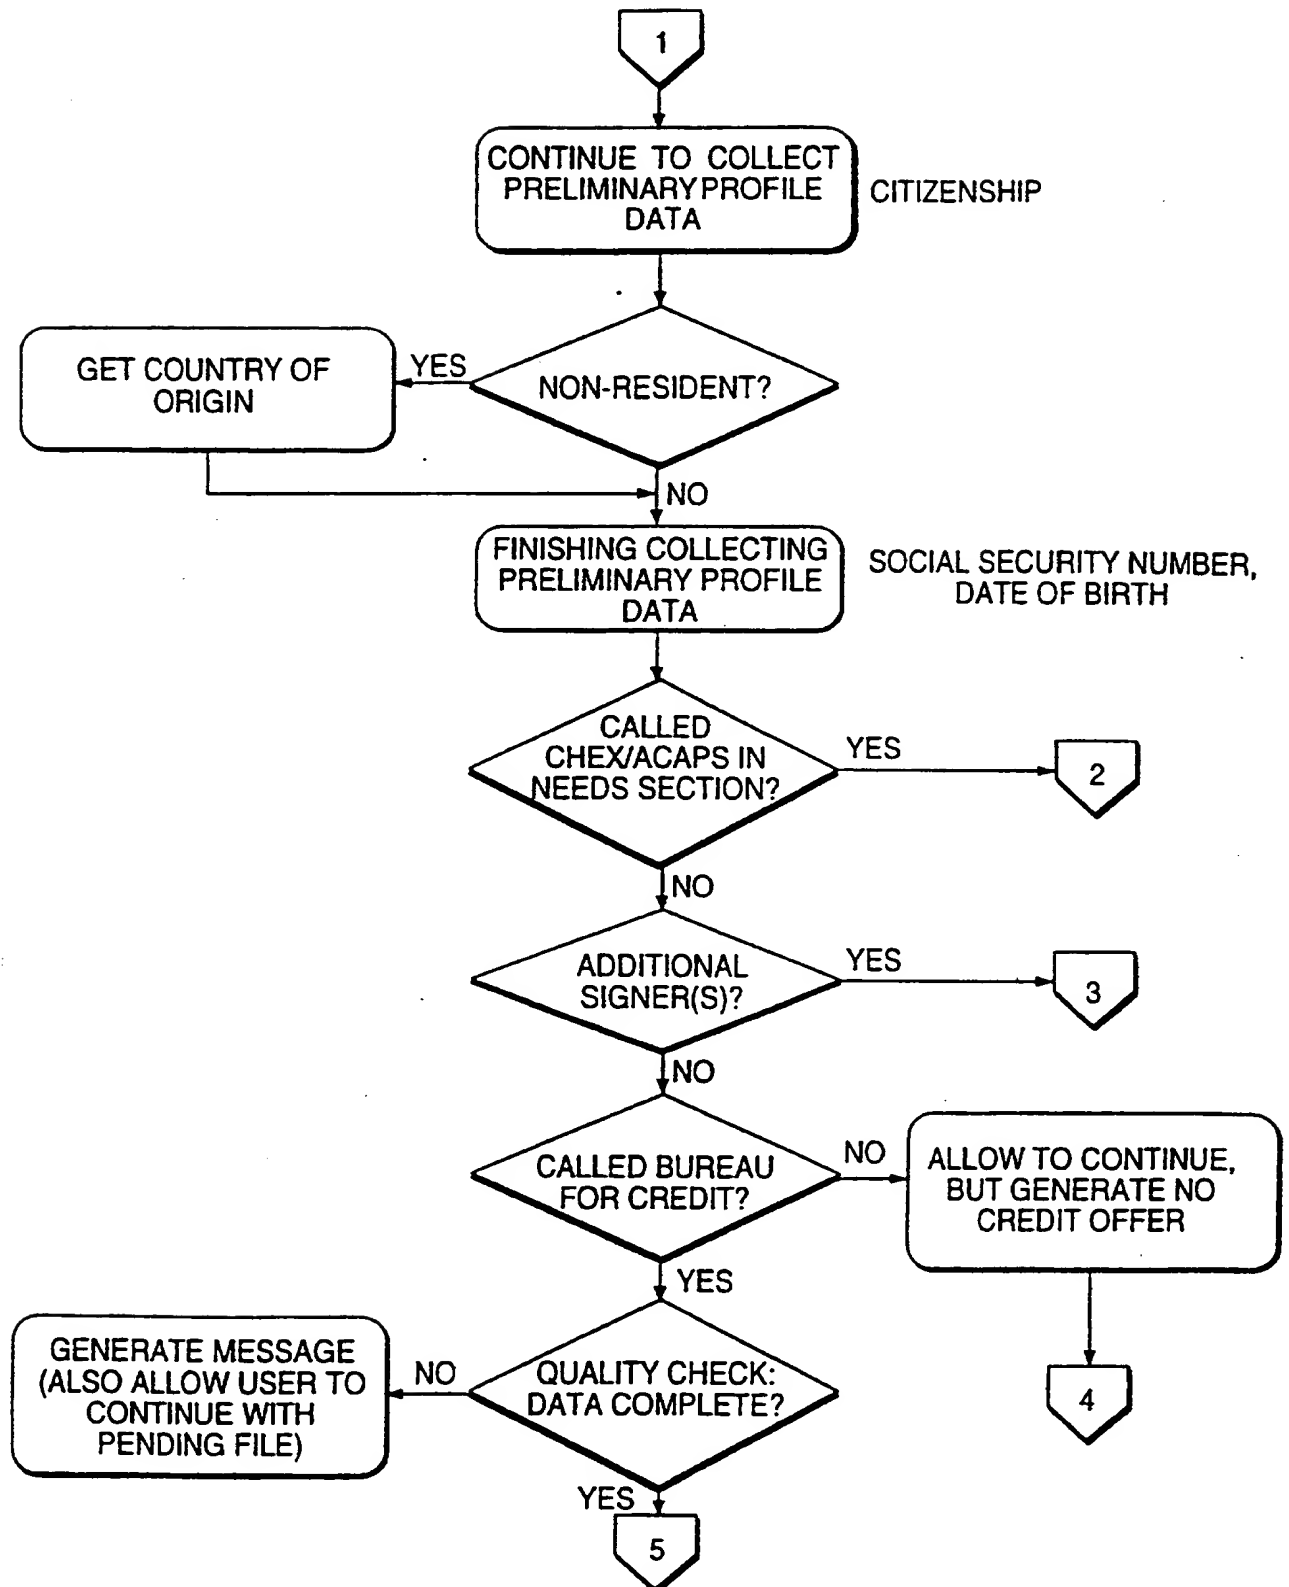 1
CONTINUE TO COLLECT
PRELIMINARY PROFILE
DATA
CITIZENSHIP
GET COUNTRY OF
ORIGIN
YES
NON-RESIDENT?
NO
FINISHING COLLECTING
PRELIMINARY PROFILE
DATA
SOCIAL SECURITY NUMBER,
DATE OF BIRTH
CALLED
CHEX/ACAPS IN
NEEDS SECTION?
YES
2
NO
ADDITIONAL
SIGNER(S)?
YES
3
NO
CALLED BUREAU
FOR CREDIT?
NO
ALLOW TO CONTINUE,
BUT GENERATE NO
CREDIT OFFER
YES
4
GENERATE MESSAGE
(ALSO ALLOW USER TO
CONTINUE WITH
PENDING FILE)
NO
QUALITY CHECK:
DATA COMPLETE?
YES
5